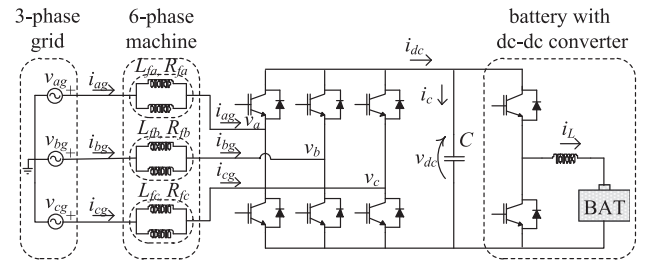 3-phase grid
6-phase machine
battery with dc-dc converter
L_fa R_fa
v_ag + i_ag
i_ag v_a
i_dc
i_c
L_fb R_fb
v_bg + i_bg
i_bg v_b
v_dc C
i_L
L_fc R_fc
i_cg v_c
v_cg + i_cg
BAT